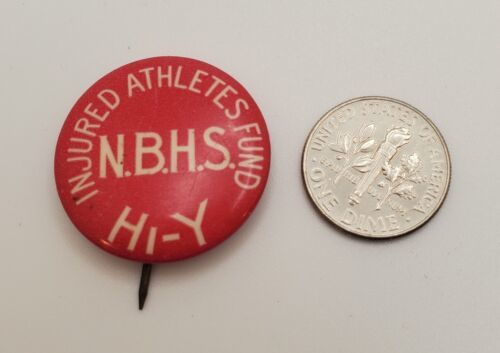 INJURED ATHLETES FUND
N.B.H.S.
HI-Y
UNITED STATES OF AMERICA
ONE DIME